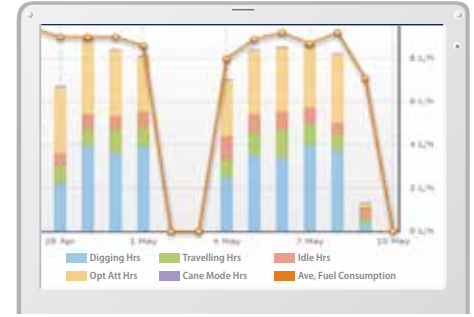 8 L/h
6 L/h
4 L/h
0 L/h
28 Apr 1 May 4 May 7 May 10 May
Digging Hrs Travelling Hrs Idle Hrs
Opt Att Hrs Cane Mode Hrs Ave, Fuel Consumption